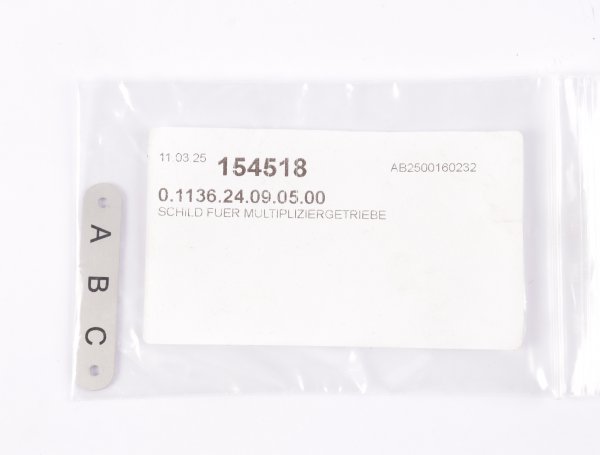 11.03.25 154518 AB2500160232
0.1136.24.09.05.00
SCHILD FUER MULTIPLIZIERGETRIEBE
A
B
C